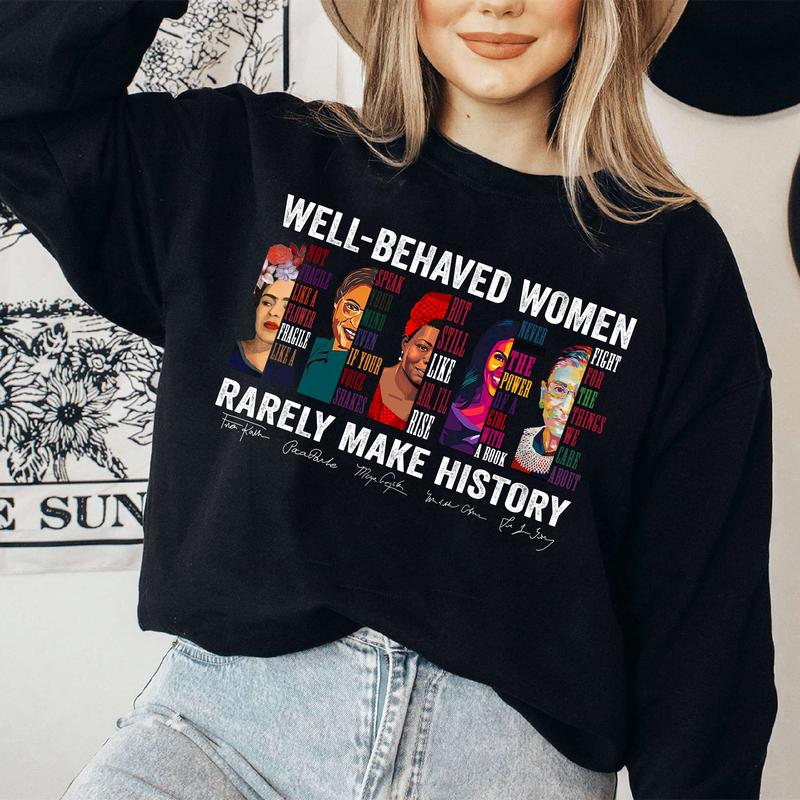 WELL-BEHAVED WOMEN
NOT
FRAGILE
LIKE A
FLOWER
FRAGILE
LIKE A
SPEAK
YOUR
MIND
EVEN
IF YOUR
VOICE
SHAKES
BUT
STILL
LIKE
AIR, I'LL
RISE
NEVER
THE
POWER
OF A
GIRL
WITH
A BOOK
FIGHT
FOR
THE
THINGS
WE
CARE
ABOUT
RARELY MAKE HISTORY
E SUN